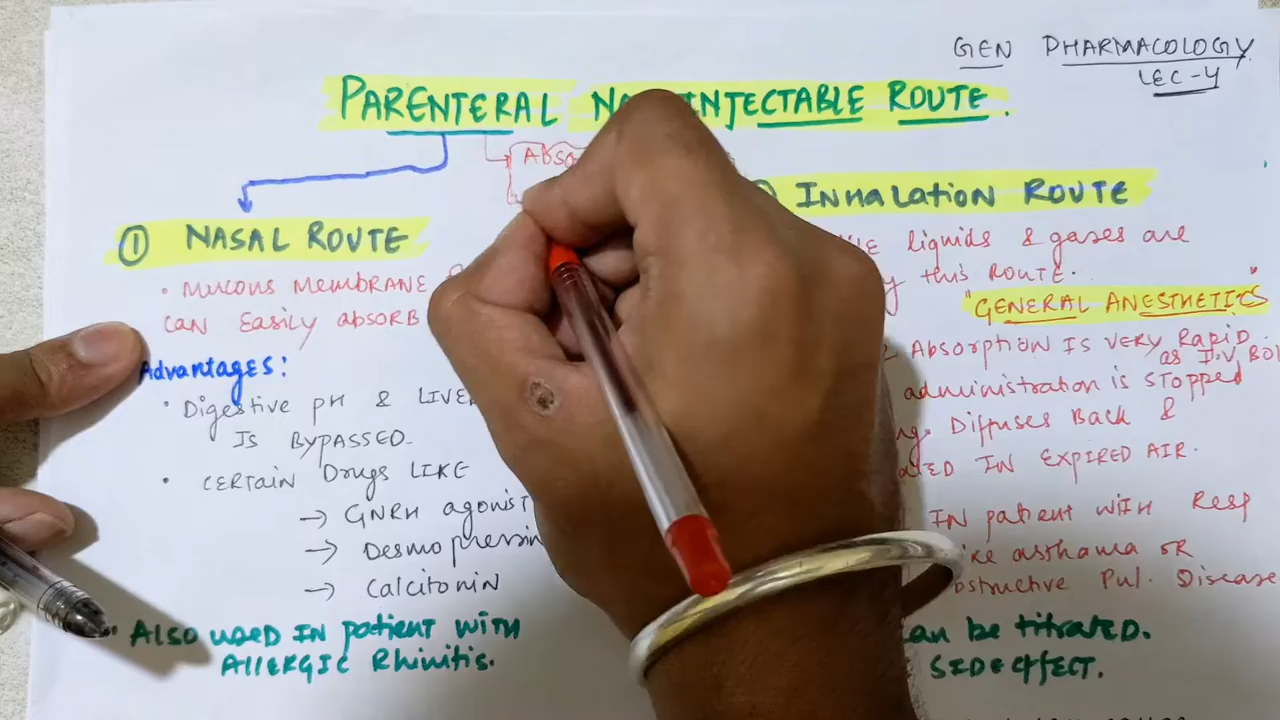 GEN PHARMACOLOGY
LEC-4
PARENTERAL INJECTABLE ROUTE.
① NASAL ROUTE
• Mucous Membrane
can Easily absorb
Advantages:
• Digestive pH & LIVE
IS BYPASSED.
• CERTAIN Drugs LIKE
→ GNRH agonist
→ Desmopressin
→ Calcitonin
• Also used IN patient with
ALLERGIC Rhinitis.
INHALATION ROUTE
liquids & gases are
this ROUTE.
"GENERAL ANESTHETICS"
Absorption IS very Rapid
as I.V BOL
administration is stopped
Diffuses Back &
IN EXPIRED AIR.
IN patient with Resp
asthama OR
Pul. Disease
can be titrated.
SIDE effect.